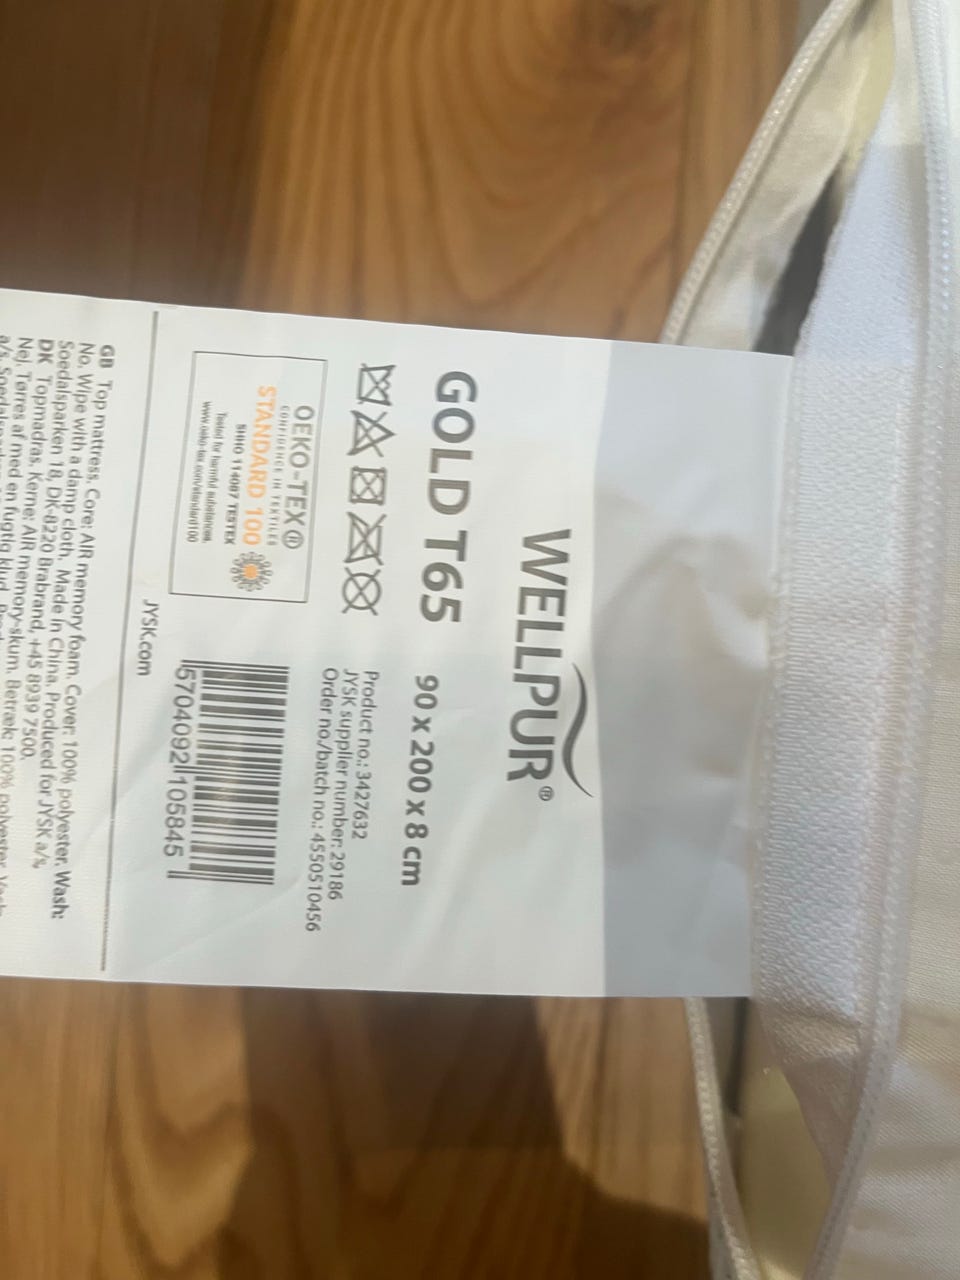 WELLPUR®
GOLD T65 90 x 200 x 8 cm
Product no.: 3427632
JYSK supplier number: 29186
Order no./batch no.: 4550510456
OEKO-TEX®
CONFIDENCE IN TEXTILES
STANDARD 100
SHHO 114087 TESTEX
Tested for harmful substances.
www.oeko-tex.com/standard100
5704092105845
JYSK.com
GB Top mattress. Core: AIR memory foam. Cover: 100% polyester. Wash:
No. Wipe with a damp cloth. Made in China. Produced for JYSK a/s,
Soedalsparken 18, DK-8220 Brabrand, +45 8939 7500.
DK Topmadras. Kerne: AIR memory-skum. Betræk: 100% polyester.
Nej. Tørres af med en fugtig klud.
a/s, Soedalsparken